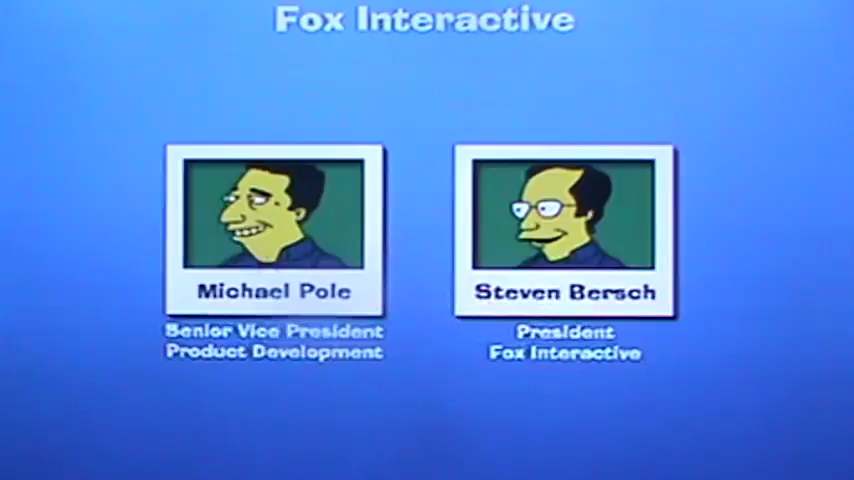 Fox Interactive
Michael Pole
Senior Vice President
Product Development
Steven Bersch
President
Fox Interactive